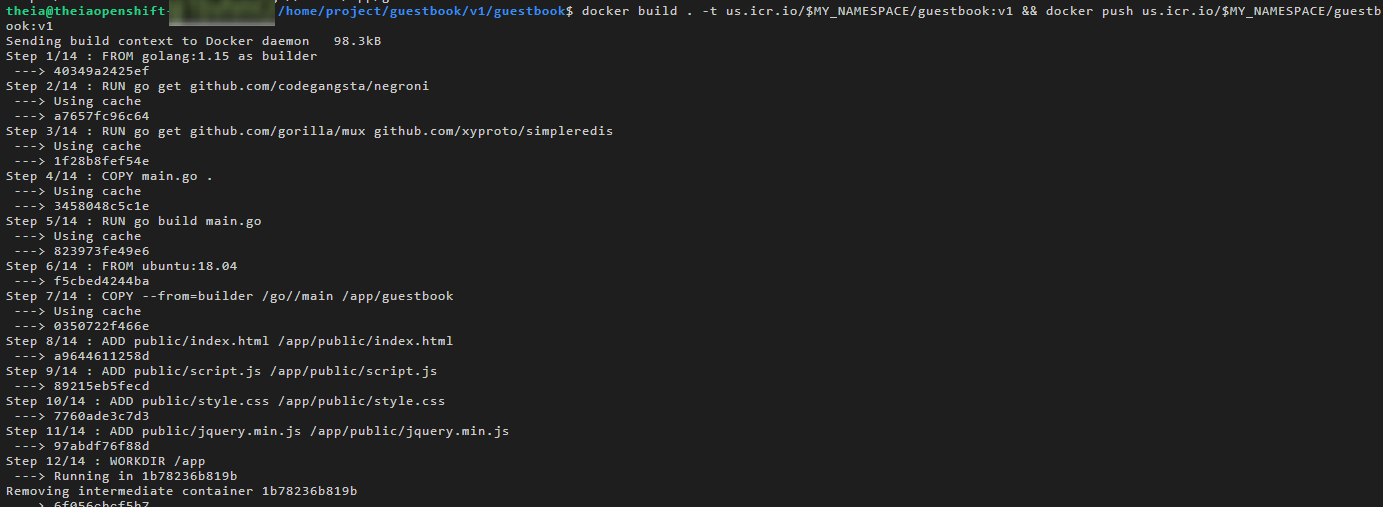 theia@theiaopenshift- /home/project/guestbook/v1/guestbook$ docker build . -t us.icr.io/$MY_NAMESPACE/guestbook:v1 && docker push us.icr.io/$MY_NAMESPACE/guestb
ook:v1
Sending build context to Docker daemon   98.3kB
Step 1/14 : FROM golang:1.15 as builder
 ---> 40349a2425ef
Step 2/14 : RUN go get github.com/codegangsta/negroni
 ---> Using cache
 ---> a7657fc96c64
Step 3/14 : RUN go get github.com/gorilla/mux github.com/xyproto/simpleredis
 ---> Using cache
 ---> 1f28b8fef54e
Step 4/14 : COPY main.go .
 ---> Using cache
 ---> 3458048c5c1e
Step 5/14 : RUN go build main.go
 ---> Using cache
 ---> 823973fe49e6
Step 6/14 : FROM ubuntu:18.04
 ---> f5cbed4244ba
Step 7/14 : COPY --from=builder /go//main /app/guestbook
 ---> Using cache
 ---> 0350722f466e
Step 8/14 : ADD public/index.html /app/public/index.html
 ---> a9644611258d
Step 9/14 : ADD public/script.js /app/public/script.js
 ---> 89215eb5fecd
Step 10/14 : ADD public/style.css /app/public/style.css
 ---> 7760ade3c7d3
Step 11/14 : ADD public/jquery.min.js /app/public/jquery.min.js
 ---> 97abdf76f88d
Step 12/14 : WORKDIR /app
 ---> Running in 1b78236b819b
Removing intermediate container 1b78236b819b